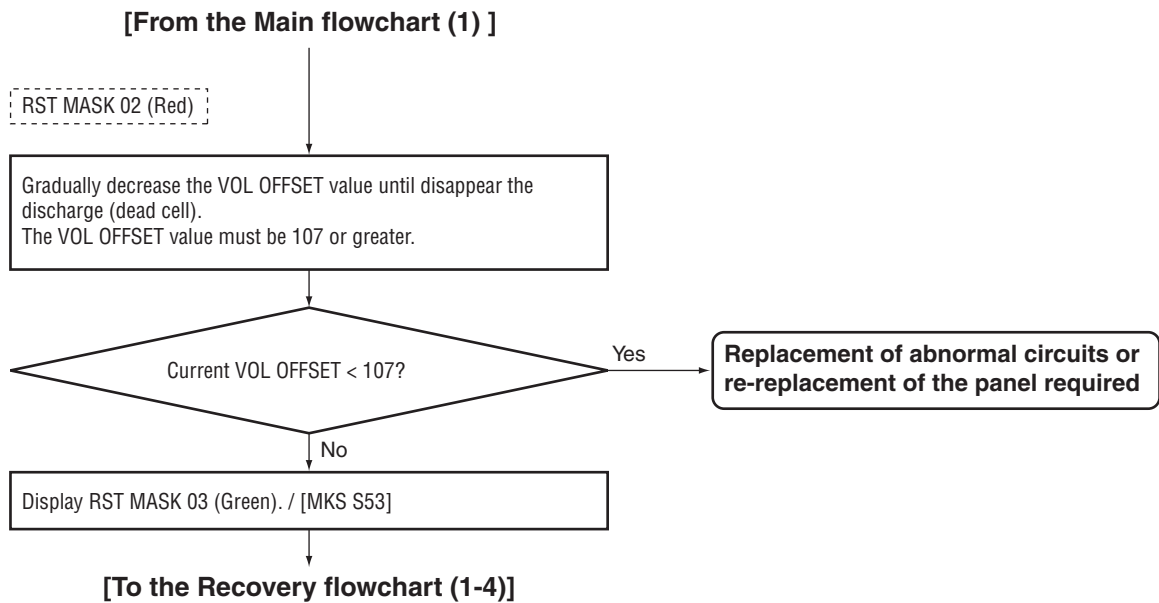 [From the Main flowchart (1) ]
RST MASK 02 (Red)
Gradually decrease the VOL OFFSET value until disappear the
discharge (dead cell).
The VOL OFFSET value must be 107 or greater.
Current VOL OFFSET < 107?
Yes
Replacement of abnormal circuits or
re-replacement of the panel required
No
Display RST MASK 03 (Green). / [MKS S53]
[To the Recovery flowchart (1-4)]